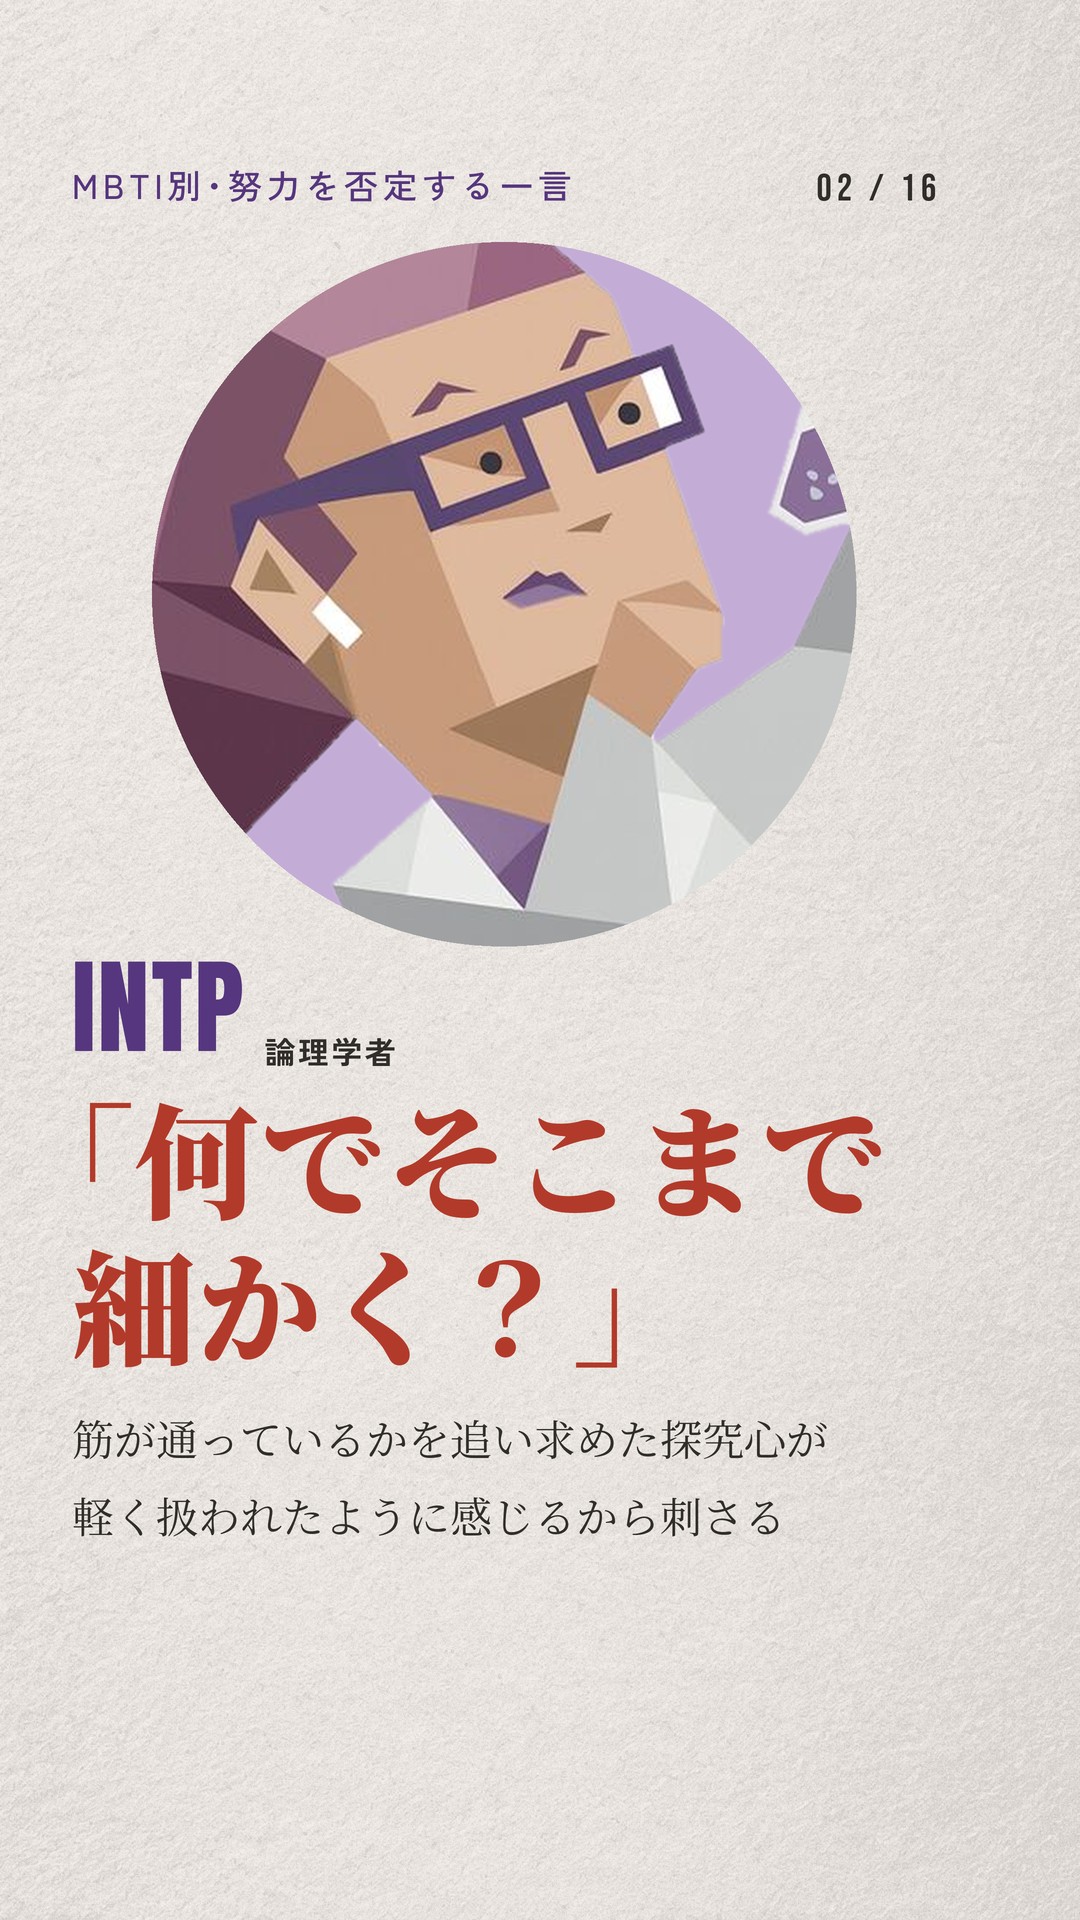 MBTI別・努力を否定する一言
02 / 16
INTP
論理学者
「何でそこまで
細かく？」
筋が通っているかを追い求めた探究心が
軽く扱われたように感じるから刺さる